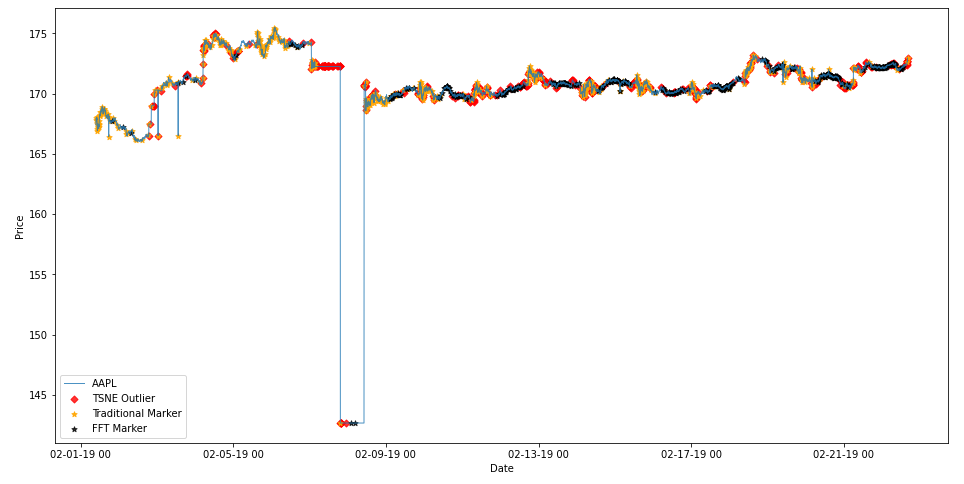 175
170
165
160
155
150
145
Price
AAPL
TSNE Outlier
Traditional Marker
FFT Marker
02-01-19 00
02-05-19 00
02-09-19 00
02-13-19 00
02-17-19 00
02-21-19 00
Date